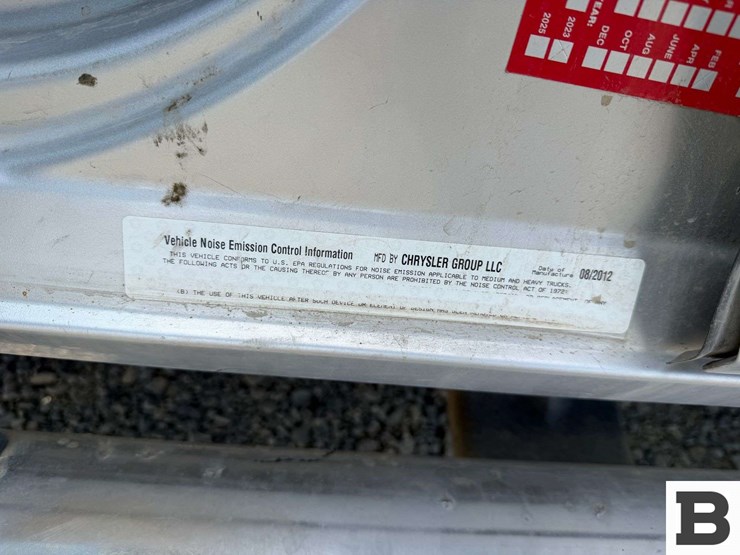 YEAR:
FEB
APR
JUNE
AUG
OCT
DEC
2023
2025
Vehicle Noise Emission Control Information MFD BY CHRYSLER GROUP LLC Date of Manufacture 08/2012
THIS VEHICLE CONFORMS TO U.S. EPA REGULATIONS FOR NOISE EMISSION APPLICABLE TO MEDIUM AND HEAVY TRUCKS.
THE FOLLOWING ACTS OR THE CAUSING THEREOF BY ANY PERSON ARE PROHIBITED BY THE NOISE CONTROL ACT OF 1972:
(B) THE USE OF THIS VEHICLE AFTER SUCH DEVICE OR ELEMENT OF
B